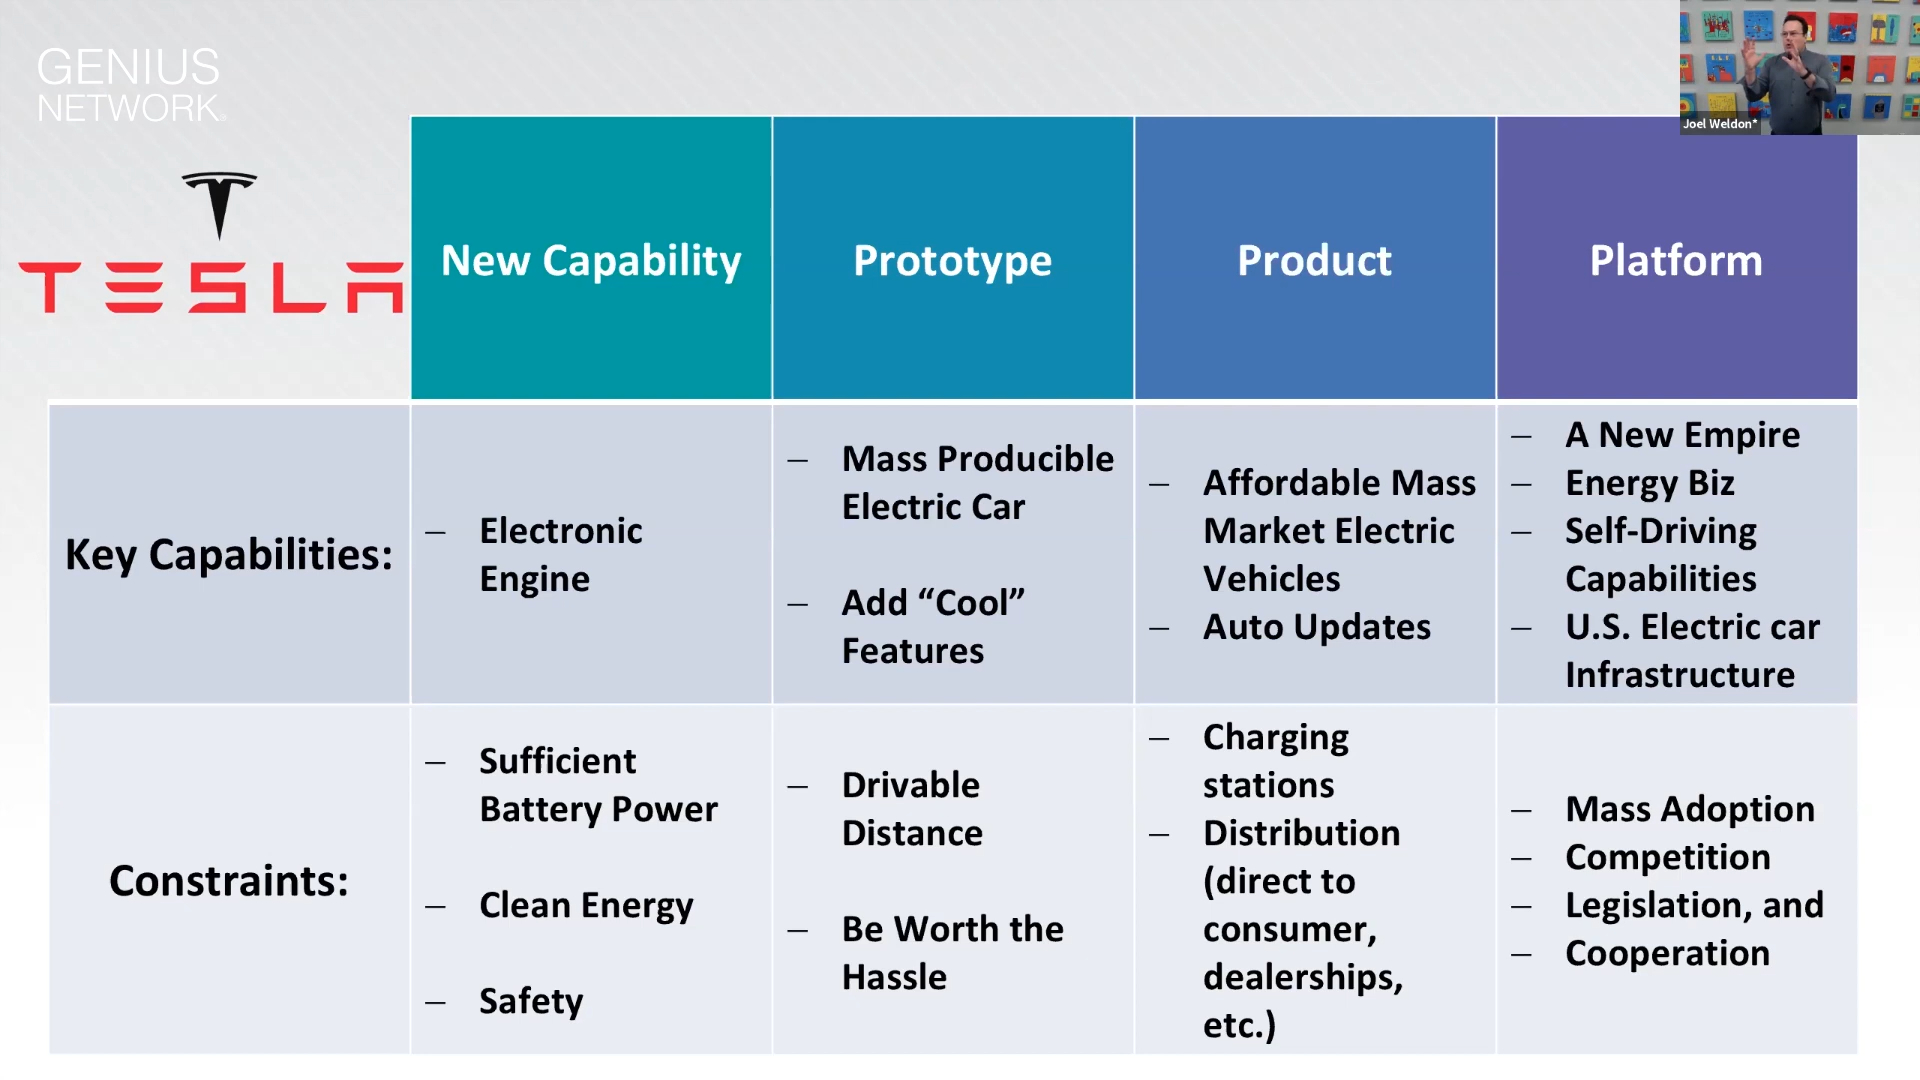 GENIUS
NETWORK
Joel Weldon*
TESLA
New Capability
Prototype
Product
Platform
Key Capabilities:
– Electronic
Engine
– Mass Producible
Electric Car
– Add “Cool”
Features
– Affordable Mass
Market Electric
Vehicles
– Auto Updates
– A New Empire
– Energy Biz
– Self-Driving
Capabilities
– U.S. Electric car
Infrastructure
Constraints:
– Sufficient
Battery Power
– Clean Energy
– Safety
– Drivable
Distance
– Be Worth the
Hassle
– Charging
stations
– Distribution
(direct to
consumer,
dealerships,
etc.)
– Mass Adoption
– Competition
– Legislation, and
– Cooperation